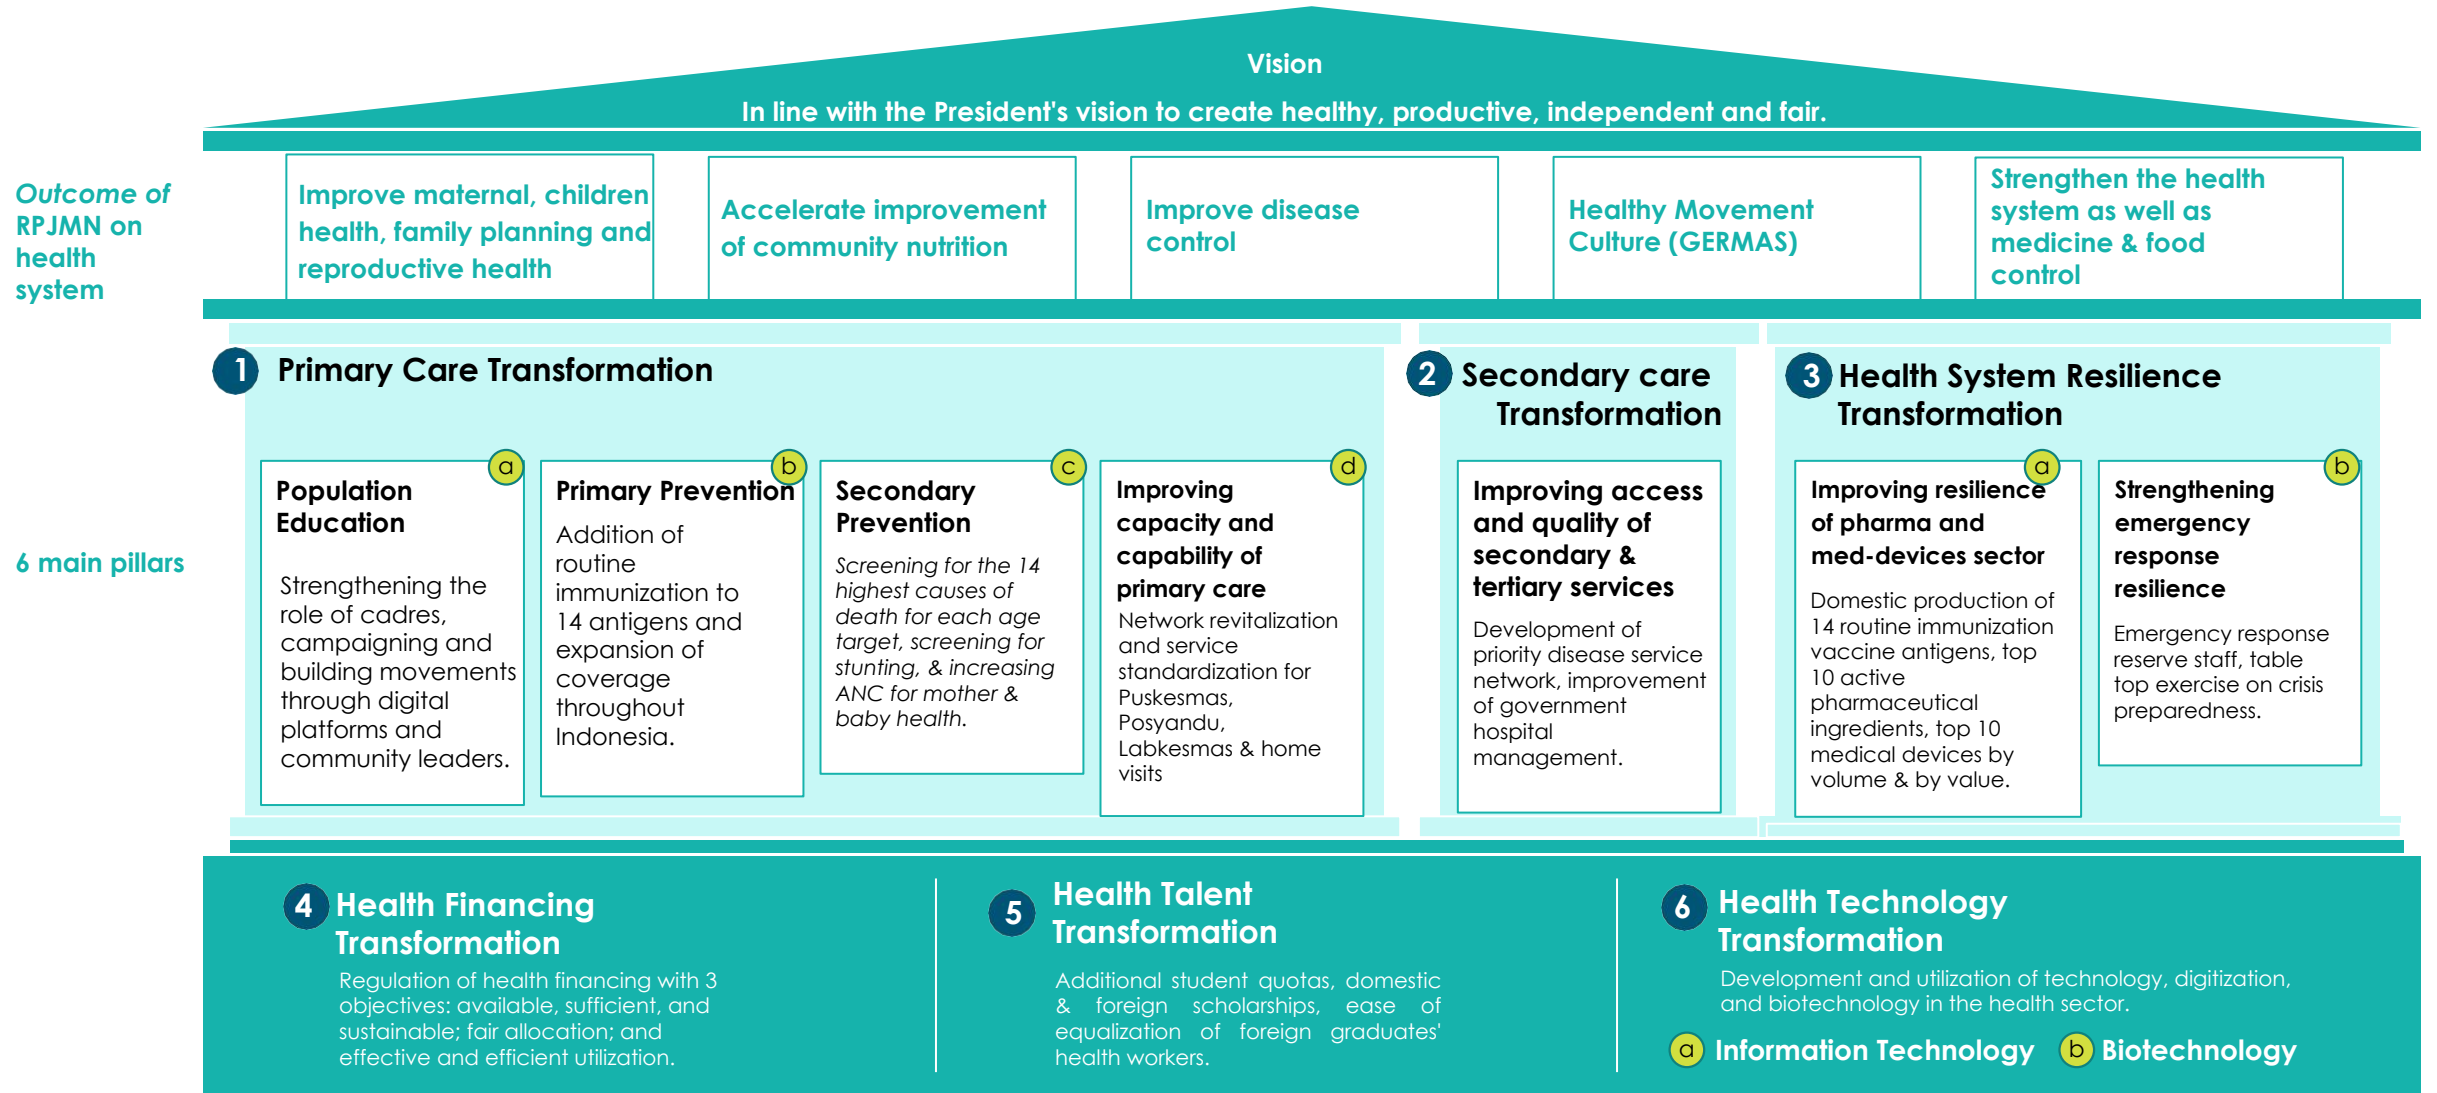 Vision
In line with the President's vision to create healthy, productive, independent and fair.
Outcome of
RPJMN on
health
system
Improve maternal, children
health, family planning and
reproductive health
Accelerate improvement
of community nutrition
Improve disease
control
Healthy Movement
Culture (GERMAS)
Strengthen the health
system as well as
medicine & food
control
6 main pillars
1
Primary Care Transformation
a
Population
Education
Strengthening the
role of cadres,
campaigning and
building movements
through digital
platforms and
community leaders.
b
Primary Prevention
Addition of
routine
immunization to
14 antigens and
expansion of
coverage
throughout
Indonesia.
c
Secondary
Prevention
Screening for the 14
highest causes of
death for each age
target, screening for
stunting, & increasing
ANC for mother &
baby health.
d
Improving
capacity and
capability of
primary care
Network revitalization
and service
standardization for
Puskesmas,
Posyandu,
Labkesmas & home
visits
2
Secondary care
Transformation
Improving access
and quality of
secondary &
tertiary services
Development of
priority disease service
network, improvement
of government
hospital
management.
3
Health System Resilience
Transformation
a
Improving resilience
of pharma and
med-devices sector
Domestic production of
14 routine immunization
vaccine antigens, top
10 active
pharmaceutical
ingredients, top 10
medical devices by
volume & by value.
b
Strengthening
emergency
response
resilience
Emergency response
reserve staff, table
top exercise on crisis
preparedness.
4
Health Financing
Transformation
Regulation of health financing with 3
objectives: available, sufficient, and
sustainable; fair allocation; and
effective and efficient utilization.
5
Health Talent
Transformation
Additional student quotas, domestic
& foreign scholarships, ease of
equalization of foreign graduates'
health workers.
6
Health Technology
Transformation
Development and utilization of technology, digitization,
and biotechnology in the health sector.
a Information Technology
b Biotechnology